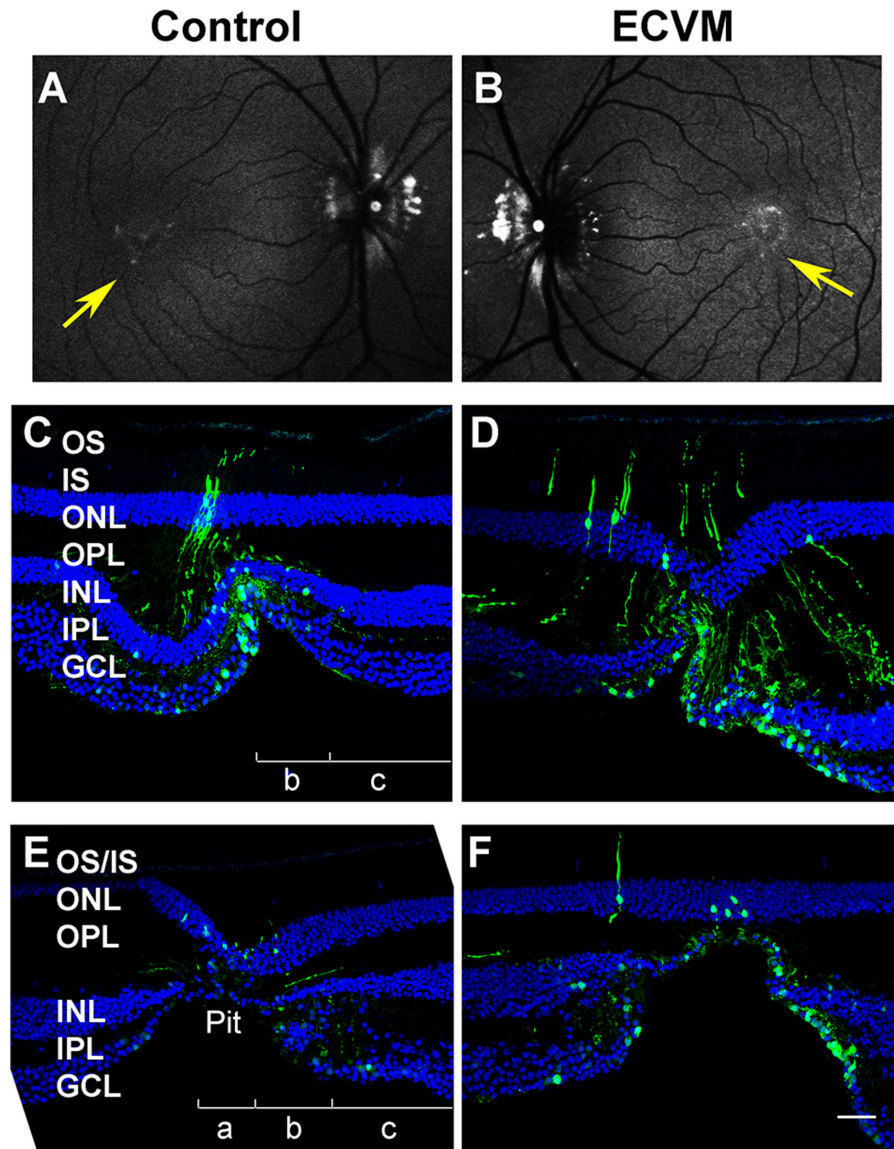 Control ECVM
A B
C D
OS
IS
ONL
OPL
INL
IPL
GCL
b c
E F
OS/IS
ONL
OPL
INL
Pit
IPL
GCL
a b c